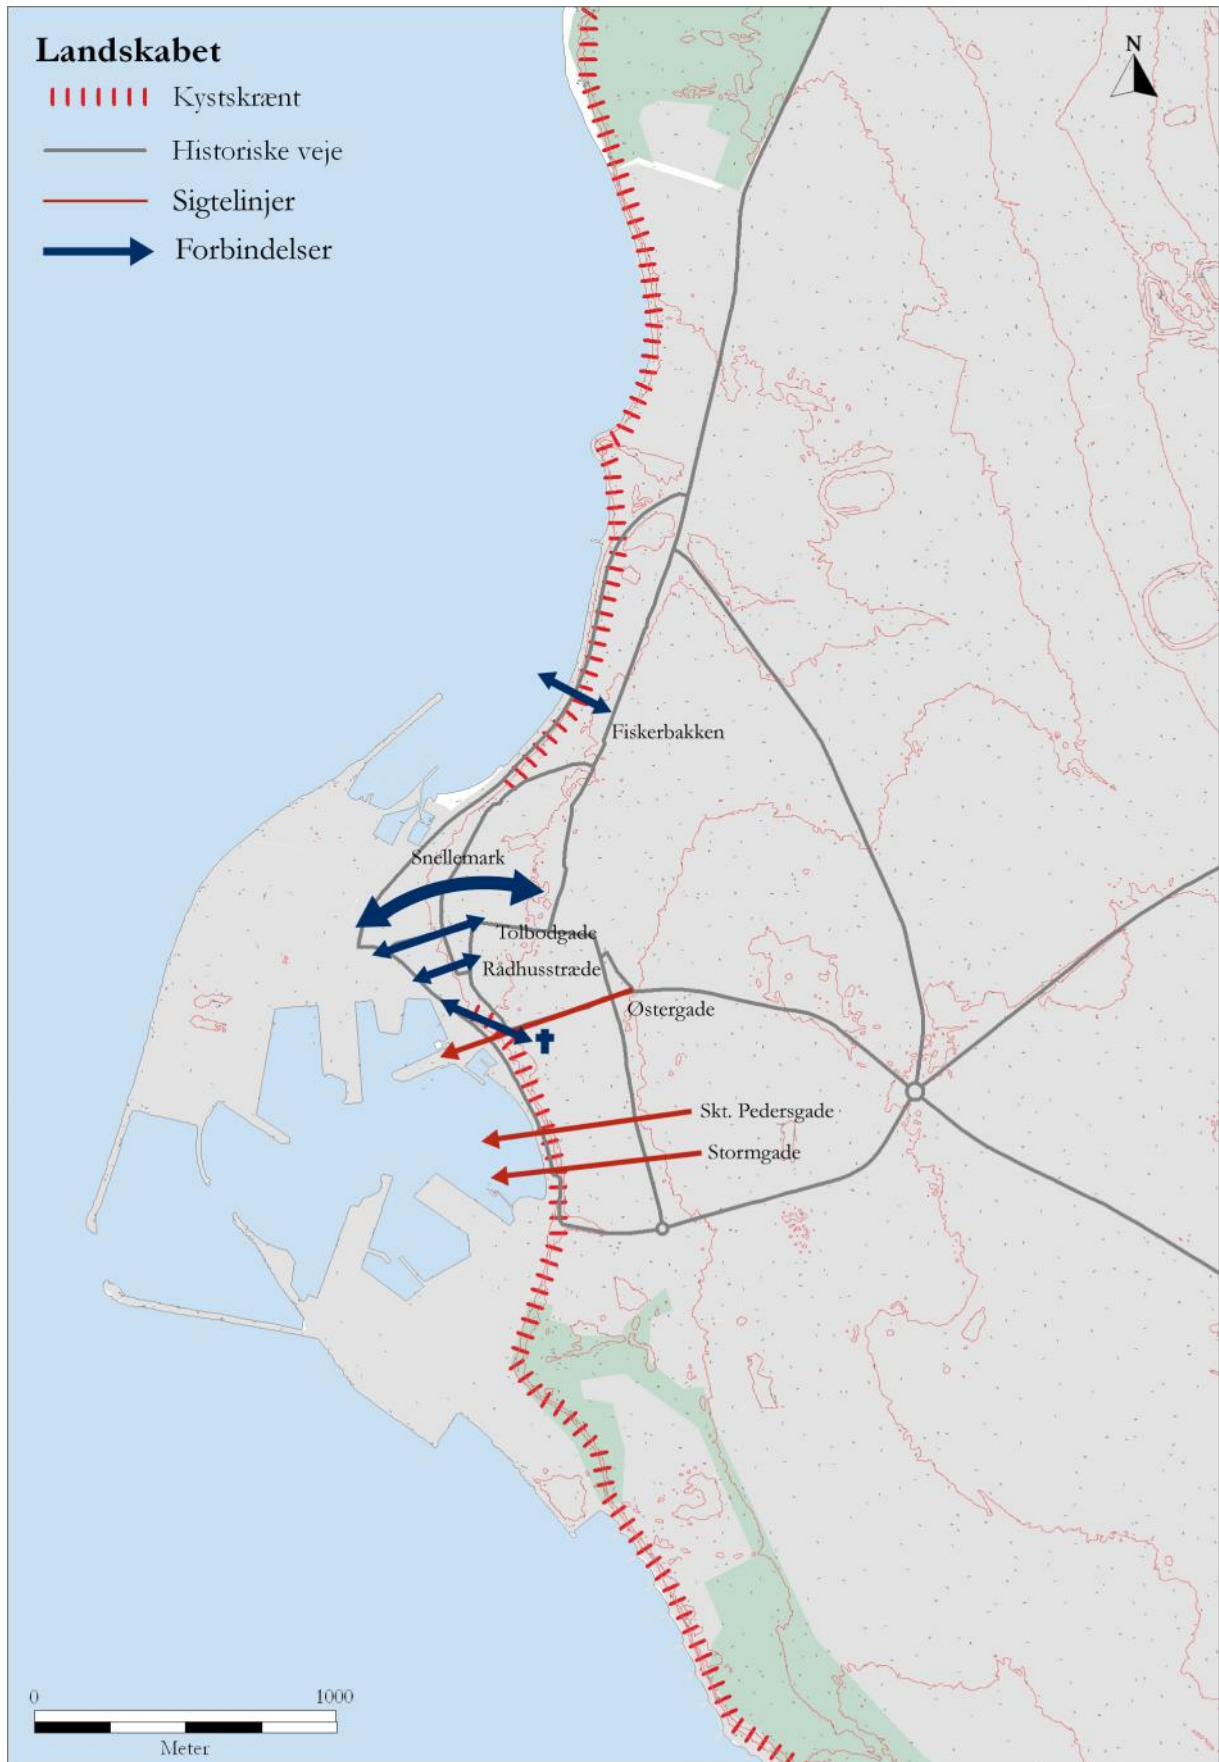 Landskabet
Kystskrænt
Historiske veje
Sigtelinjer
Forbindelser
N
Fiskerbakken
Snellemark
Tolbodgade
Rådhusstræde
Østergade
Skt. Pedersgade
Stormgade
0 1000
Meter